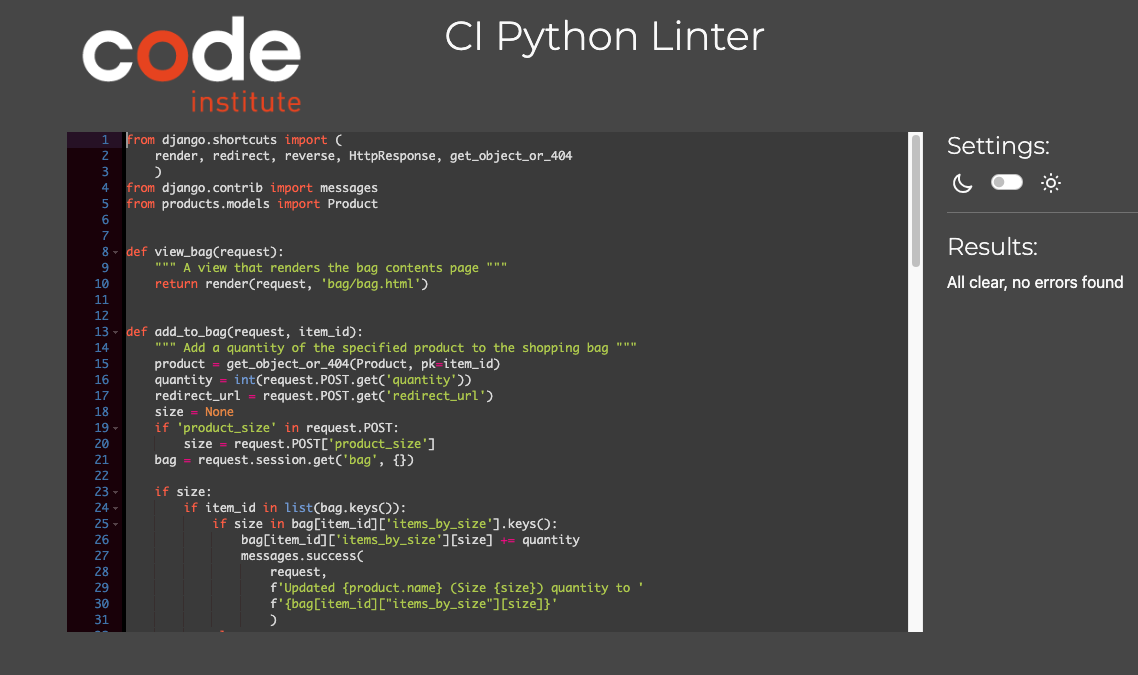 code
institute
CI Python Linter
1 from django.shortcuts import (
2     render, redirect, reverse, HttpResponse, get_object_or_404
3     )
4 from django.contrib import messages
5 from products.models import Product
6
7
8 def view_bag(request):
9     """ A view that renders the bag contents page """
10     return render(request, 'bag/bag.html')
11
12
13 def add_to_bag(request, item_id):
14     """ Add a quantity of the specified product to the shopping bag """
15     product = get_object_or_404(Product, pk=item_id)
16     quantity = int(request.POST.get('quantity'))
17     redirect_url = request.POST.get('redirect_url')
18     size = None
19     if 'product_size' in request.POST:
20         size = request.POST['product_size']
21     bag = request.session.get('bag', {})
22
23     if size:
24         if item_id in list(bag.keys()):
25             if size in bag[item_id]['items_by_size'].keys():
26                 bag[item_id]['items_by_size'][size] += quantity
27                 messages.success(
28                     request,
29                     f'Updated {product.name} (Size {size}) quantity to '
30                     f'{bag[item_id]["items_by_size"][size]}'
31                     )
Settings:
Results:
All clear, no errors found